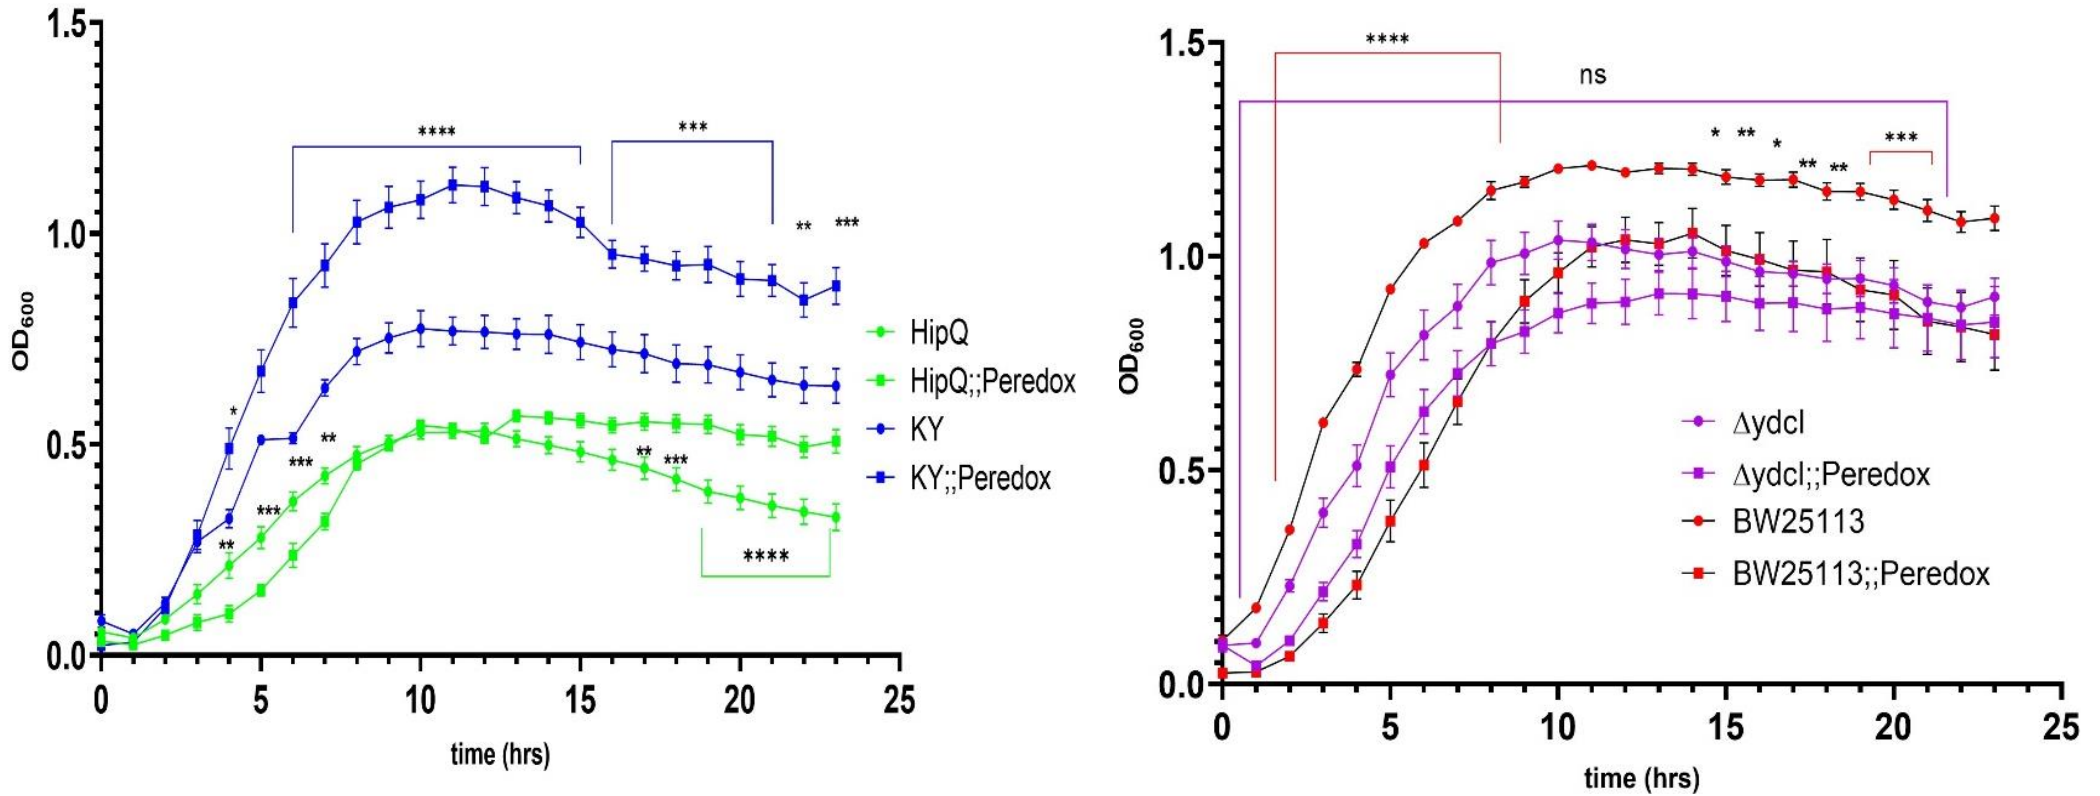 1.5
1.0
0.5
0.0
OD600
0 5 10 15 20 25
time (hrs)
****
***
**
***
*
**
***
***
**
**
***
****
HipQ
HipQ;;Peredox
KY
KY;;Peredox
1.5
1.0
0.5
0.0
OD600
0 5 10 15 20 25
time (hrs)
****
ns
*
**
*
**
**
***
Δydcl
Δydcl;;Peredox
BW25113
BW25113;;Peredox